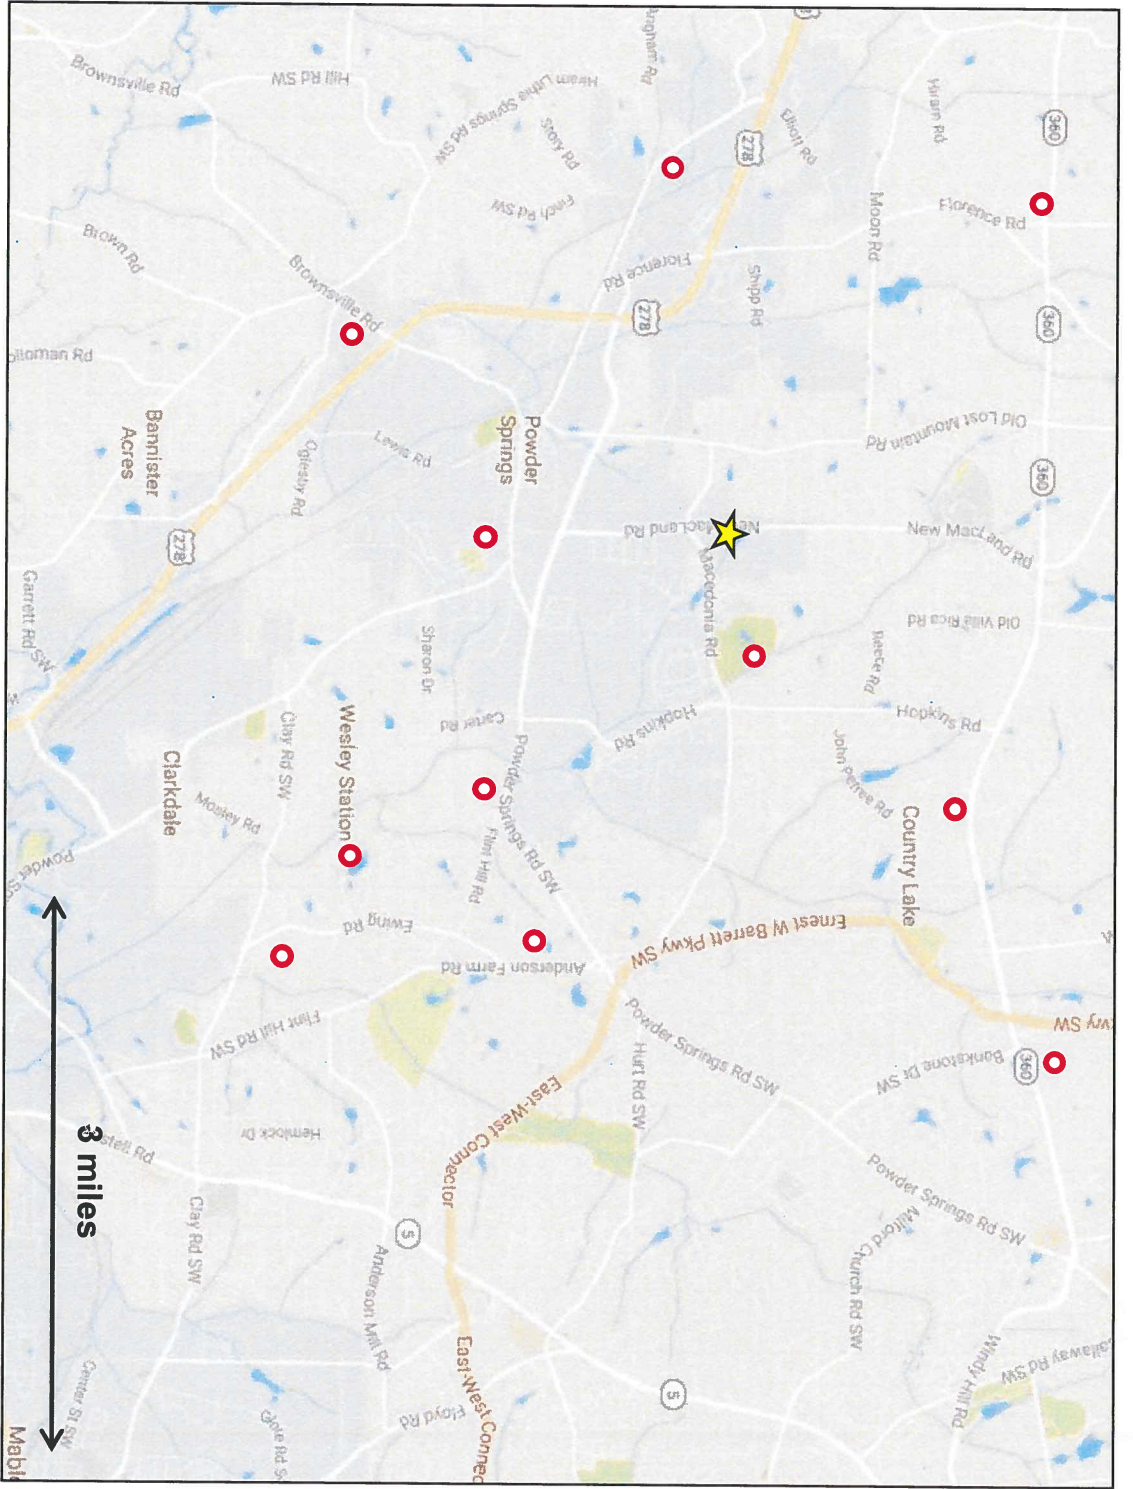 360
360
360
360
Hiram Rd
Florence Rd
Moon Rd
Old Lost Mountain Rd
New MacLand Rd
Old Villa Rica Rd
Reece Rd
Hopkins Rd
John Petree Rd
Country Lake
Ernest W Barrett Pkwy SW
Bankstone Dr SW
Powder Springs Rd SW
Milford Church Rd SW
Windy Hill Rd
Callaway Rd SW
Elliott Rd
278
Shipp Rd
Florence Rd
278
New MacLand Rd
Macedonia Rd
Hopkins Rd
Powder Springs Rd SW
Hurt Rd SW
5
Hiram Lithia Springs Rd SW
Story Rd
Finch Rd SW
Powder
Springs
Carter Rd
Powder Springs Rd SW
Flint Hill Rd
Anderson Farm Rd
East-West Connector
East-West Connec
Hill Rd SW
Brownsville Rd
Lewis Rd
Oglesby Rd
Sharon Dr
Wesley Station
Clay Rd SW
Ewing Rd
Flint Hill Rd SW
Hemlock Dr
5
Anderson Mill Rd
Floyd Rd
Brownsville Rd
Brown Rd
Bannister
Acres
278
Garrett Rd SW
Clarkdale
Mosley Rd
Powder S
Clay Rd SW
Center St SW
3 miles